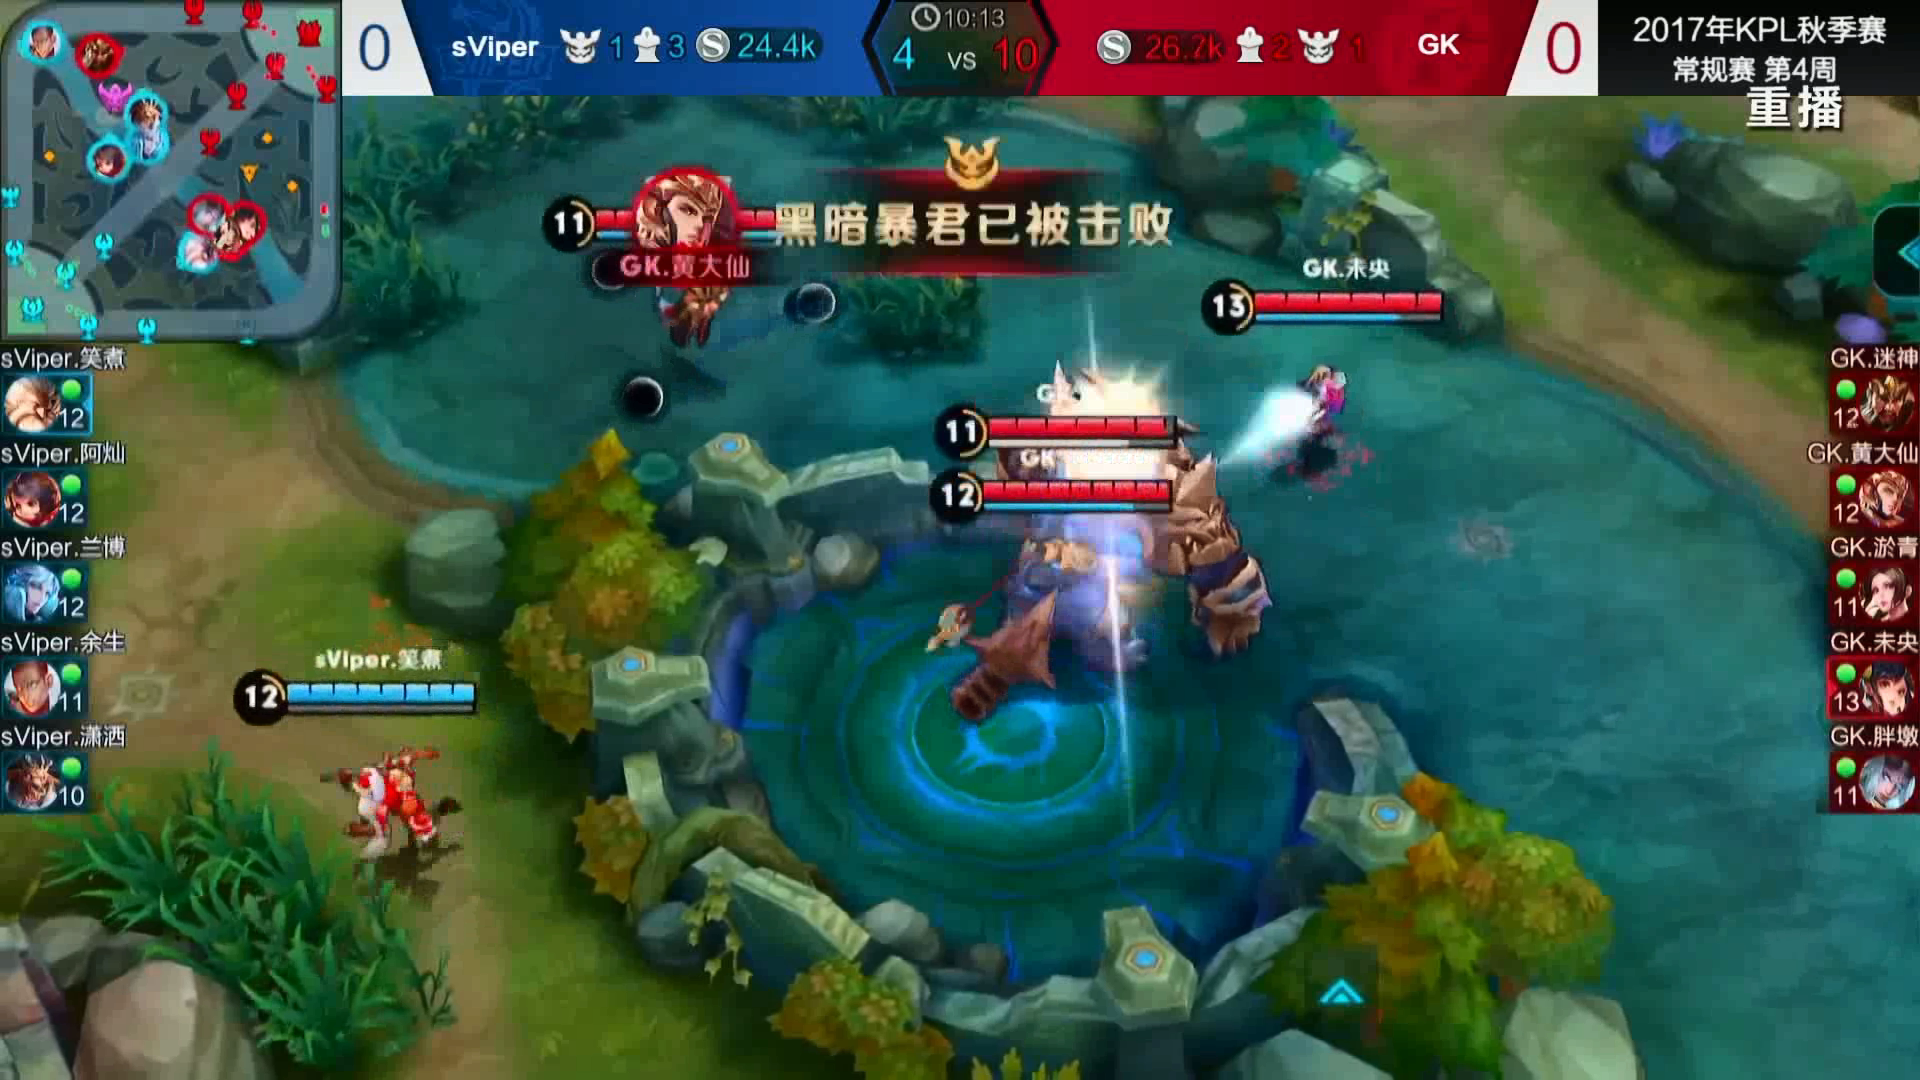 0 sViper 1 3 S 24.4k 10:13 4 VS 10 S 26.7k 2 1 GK 0
2017年KPL秋季赛
常规赛 第4周
重播
11 GK.黄大仙
黑暗暴君已被击败
GK.未央
13
11
GK
12
sViper.笑煮
12
sViper.笑煮
12
sViper.阿灿
12
sViper.兰博
12
sViper.余生
11
sViper.潇洒
10
GK.迷神
12
GK.黄大仙
12
GK.淤青
11
GK.未央
13
GK.胖墩
11